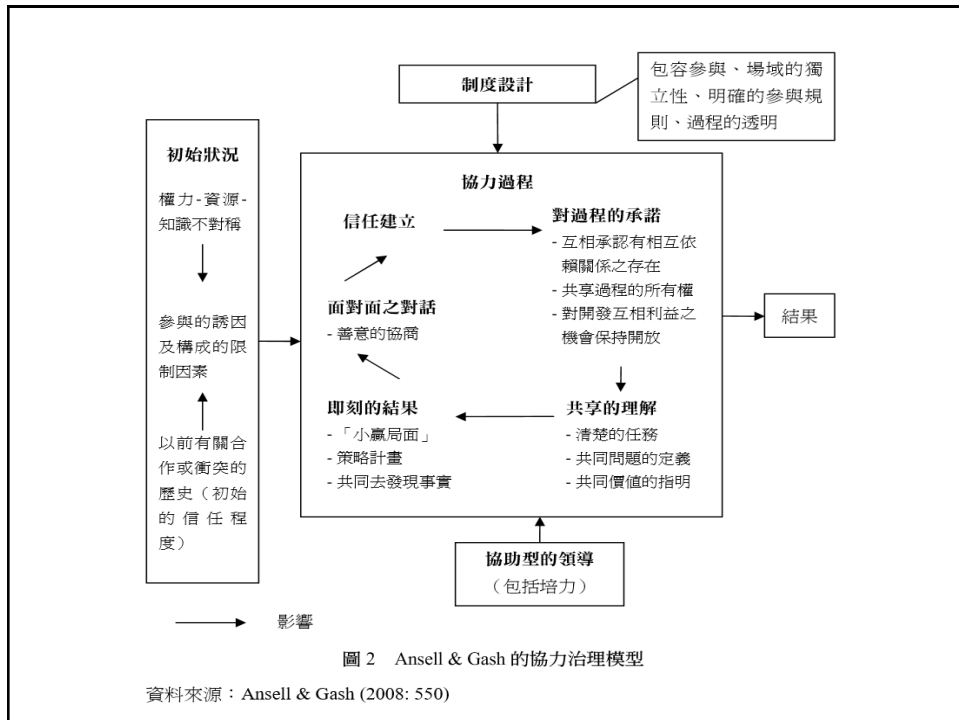 制度設計
包容參與、場域的獨
立性、明確的參與規
則、過程的透明
初始狀況
權力-資源-
知識不對稱
參與的誘因
及構成的限
制因素
以前有關合
作或衝突的
歷史（初始
的信任程
度）
協力過程
信任建立
對過程的承諾
- 互相承認有相互依
賴關係之存在
- 共享過程的所有權
- 對開發互相利益之
機會保持開放
面對面之對話
- 善意的協商
即刻的結果
- 「小贏局面」
- 策略計畫
- 共同去發現事實
共享的理解
- 清楚的任務
- 共同問題的定義
- 共同價值的指明
結果
協助型的領導
（包括培力）
影響
圖 2 Ansell & Gash 的協力治理模型
資料來源：Ansell & Gash (2008: 550)